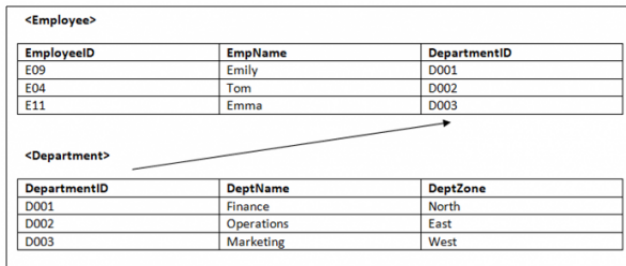 <Employee>
EmployeeID EmpName DepartmentID
E09 Emily D001
E04 Tom D002
E11 Emma D003
<Department>
DepartmentID DeptName DeptZone
D001 Finance North
D002 Operations East
D003 Marketing West